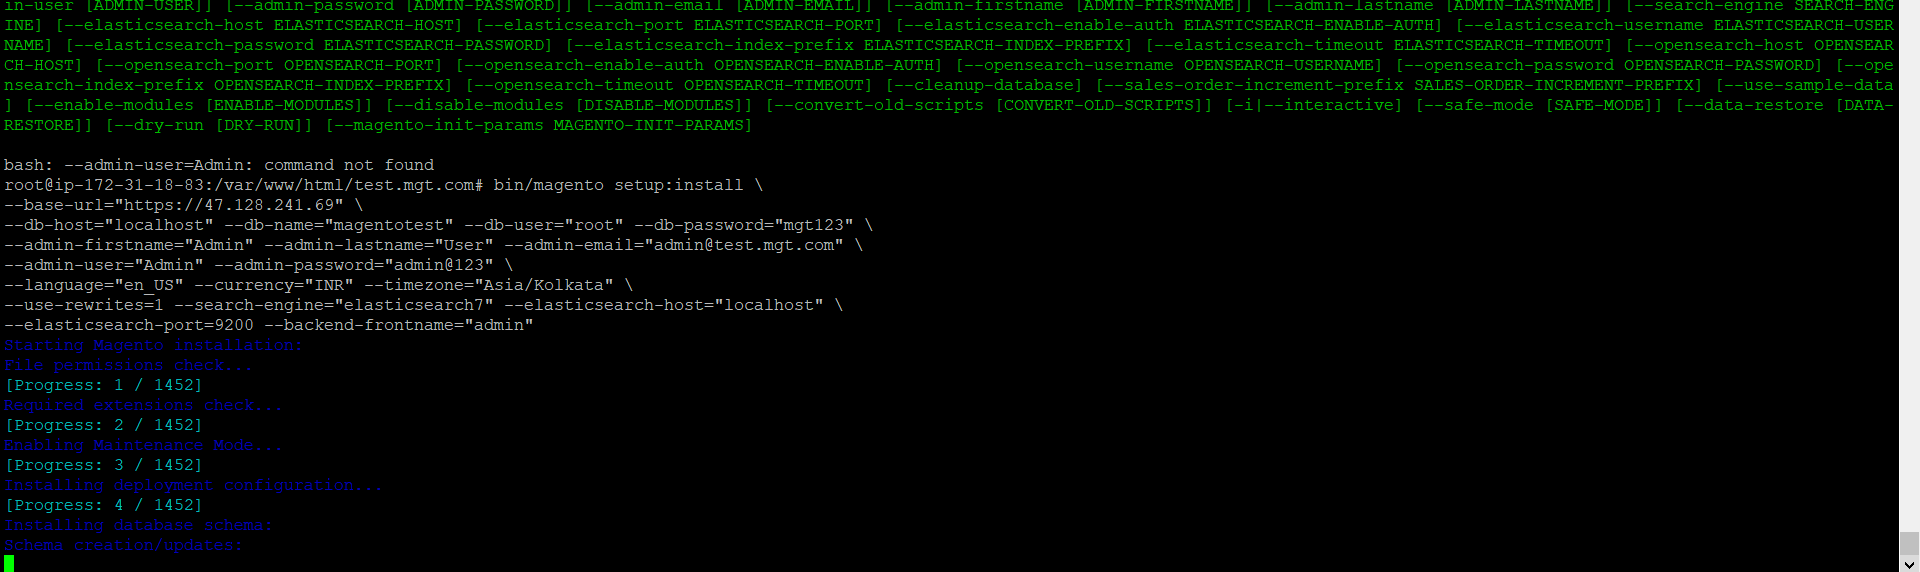 in-user [ADMIN-USER]] [--admin-password [ADMIN-PASSWORD]] [--admin-email [ADMIN-EMAIL]] [--admin-firstname [ADMIN-FIRSTNAME]] [--admin-lastname [ADMIN-LASTNAME]] [--search-engine SEARCH-ENG
INE] [--elasticsearch-host ELASTICSEARCH-HOST] [--elasticsearch-port ELASTICSEARCH-PORT] [--elasticsearch-enable-auth ELASTICSEARCH-ENABLE-AUTH] [--elasticsearch-username ELASTICSEARCH-USER
NAME] [--elasticsearch-password ELASTICSEARCH-PASSWORD] [--elasticsearch-index-prefix ELASTICSEARCH-INDEX-PREFIX] [--elasticsearch-timeout ELASTICSEARCH-TIMEOUT] [--opensearch-host OPENSEAR
CH-HOST] [--opensearch-port OPENSEARCH-PORT] [--opensearch-enable-auth OPENSEARCH-ENABLE-AUTH] [--opensearch-username OPENSEARCH-USERNAME] [--opensearch-password OPENSEARCH-PASSWORD] [--ope
nsearch-index-prefix OPENSEARCH-INDEX-PREFIX] [--opensearch-timeout OPENSEARCH-TIMEOUT] [--cleanup-database] [--sales-order-increment-prefix SALES-ORDER-INCREMENT-PREFIX] [--use-sample-data
] [--enable-modules [ENABLE-MODULES]] [--disable-modules [DISABLE-MODULES]] [--convert-old-scripts [CONVERT-OLD-SCRIPTS]] [-i|--interactive] [--safe-mode [SAFE-MODE]] [--data-restore [DATA-
RESTORE]] [--dry-run [DRY-RUN]] [--magento-init-params MAGENTO-INIT-PARAMS]
bash: --admin-user=Admin: command not found
root@ip-172-31-18-83:/var/www/html/test.mgt.com# bin/magento setup:install \
--base-url="https://47.128.241.69" \
--db-host="localhost" --db-name="magentotest" --db-user="root" --db-password="mgt123" \
--admin-firstname="Admin" --admin-lastname="User" --admin-email="admin@test.mgt.com" \
--admin-user="Admin" --admin-password="admin@123" \
--language="en_US" --currency="INR" --timezone="Asia/Kolkata" \
--use-rewrites=1 --search-engine="elasticsearch7" --elasticsearch-host="localhost" \
--elasticsearch-port=9200 --backend-frontname="admin"
Starting Magento installation:
File permissions check...
[Progress: 1 / 1452]
Required extensions check...
[Progress: 2 / 1452]
Enabling Maintenance Mode...
[Progress: 3 / 1452]
Installing deployment configuration...
[Progress: 4 / 1452]
Installing database schema:
Schema creation/updates: